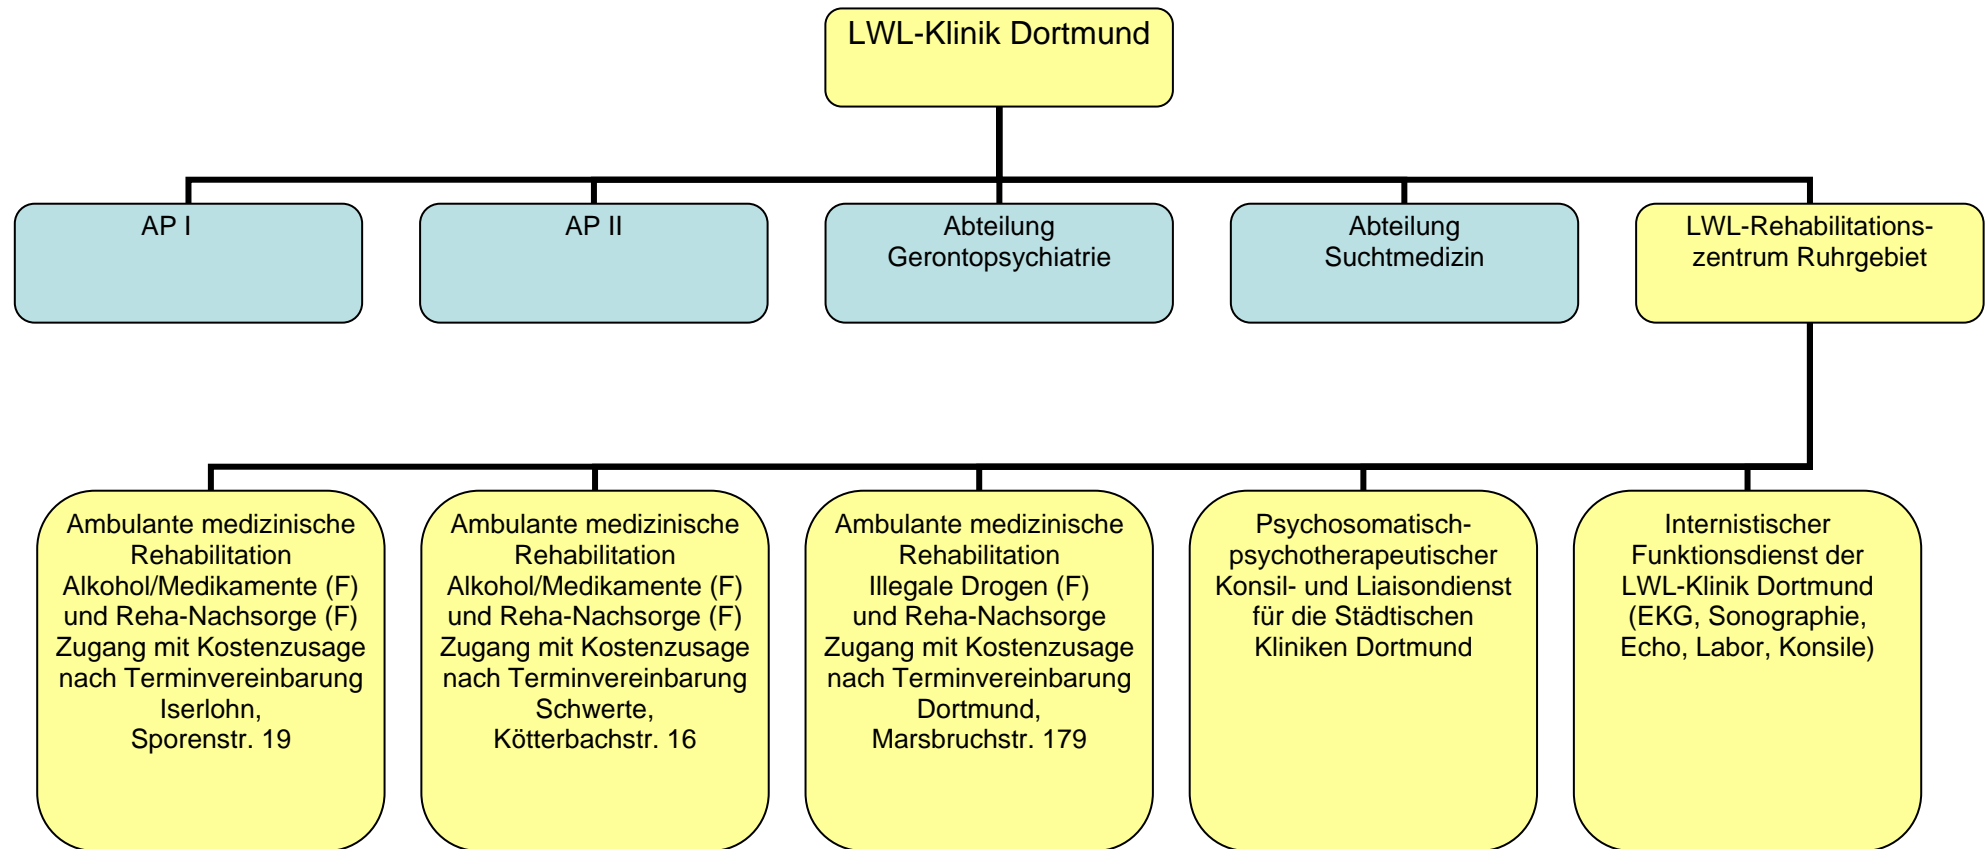 LWL-Klinik Dortmund
AP I
AP II
Abteilung
Gerontopsychiatrie
Abteilung
Suchtmedizin
LWL-Rehabilitations-
zentrum Ruhrgebiet
Ambulante medizinische
Rehabilitation
Alkohol/Medikamente (F)
und Reha-Nachsorge (F)
Zugang mit Kostenzusage
nach Terminvereinbarung
Iserlohn,
Sporenstr. 19
Ambulante medizinische
Rehabilitation
Alkohol/Medikamente (F)
und Reha-Nachsorge (F)
Zugang mit Kostenzusage
nach Terminvereinbarung
Schwerte,
Kötterbachstr. 16
Ambulante medizinische
Rehabilitation
Illegale Drogen (F)
und Reha-Nachsorge
Zugang mit Kostenzusage
nach Terminvereinbarung
Dortmund,
Marsbruchstr. 179
Psychosomatisch-
psychotherapeutischer
Konsil- und Liaisondienst
für die Städtischen
Kliniken Dortmund
Internistischer
Funktionsdienst der
LWL-Klinik Dortmund
(EKG, Sonographie,
Echo, Labor, Konsile)